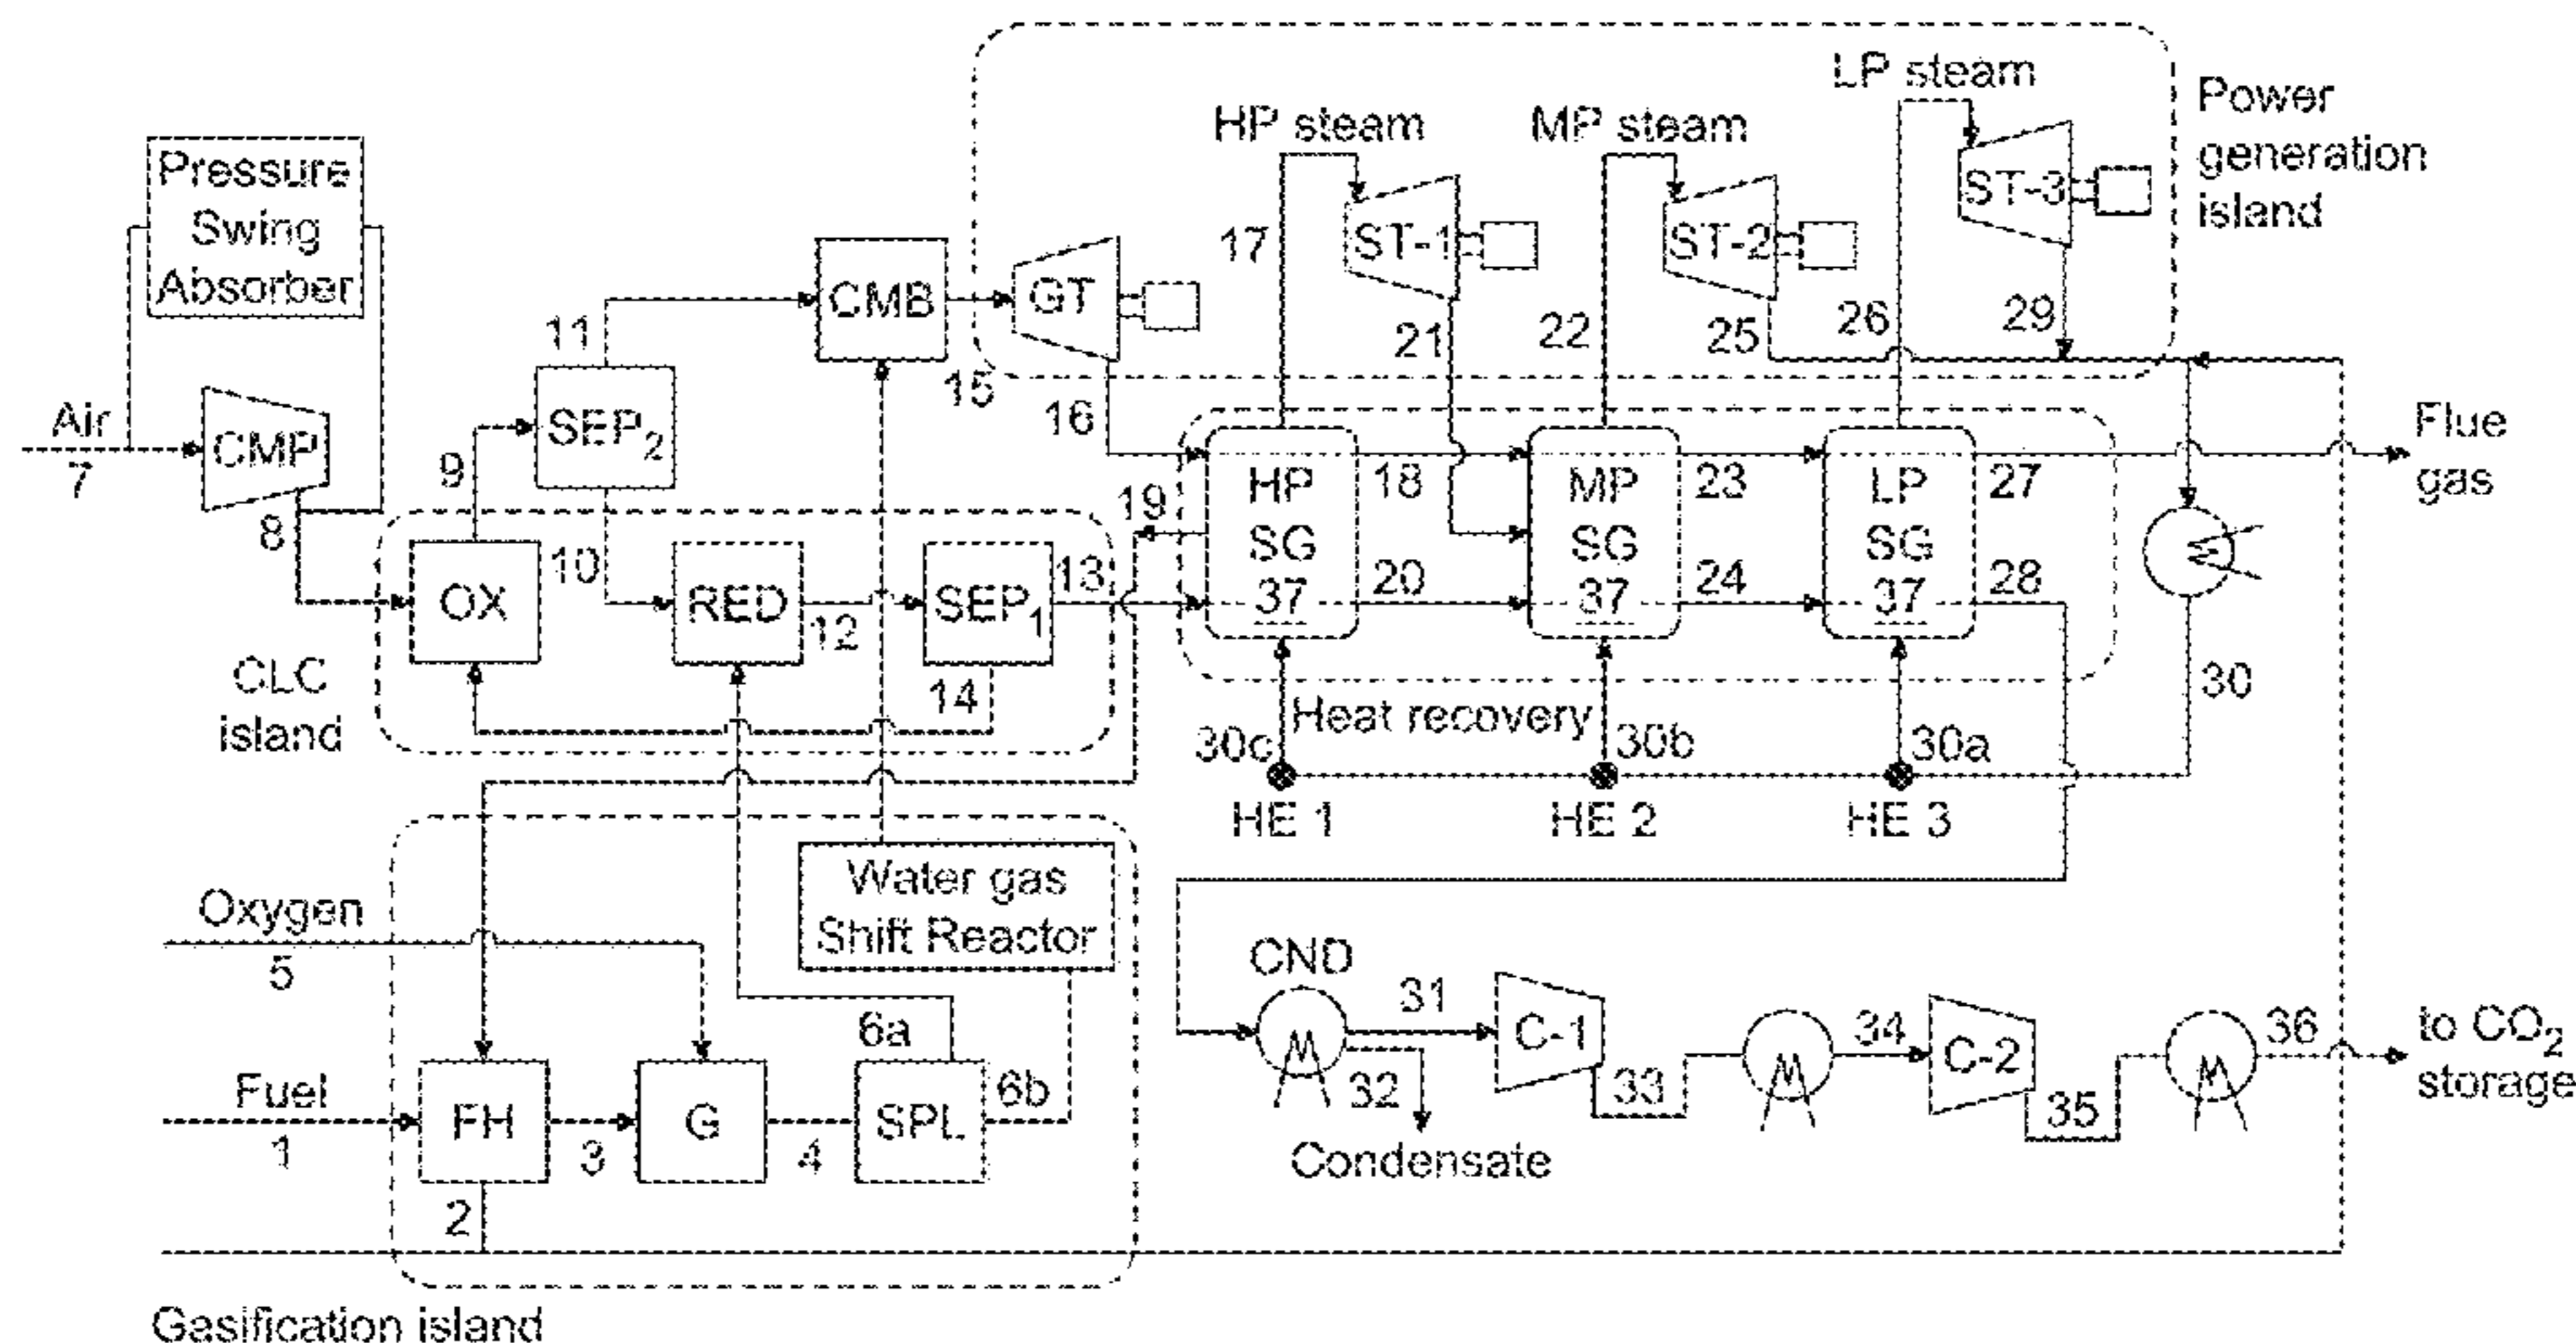 LP steam
Power
generation
island
HP steam
MP steam
Pressure
Swing
Absorber
ST-1
ST-2
ST-3
17
21
22
25
26
29
CMB
GT
11
15
16
Air
7
CMP
8
9
SEP2
10
OX
RED
12
SEP1
13
14
19
CLC
island
HP
SG
37
18
20
MP
SG
37
23
24
LP
SG
37
27
28
Flue
gas
30
Heat recovery
30c
30b
30a
HE 1
HE 2
HE 3
Water gas
Shift Reactor
Oxygen
5
Fuel
1
FH
3
G
4
SPL
6a
6b
2
Gasification island
CND
31
32
Condensate
C-1
33
34
C-2
35
36
to CO2
storage